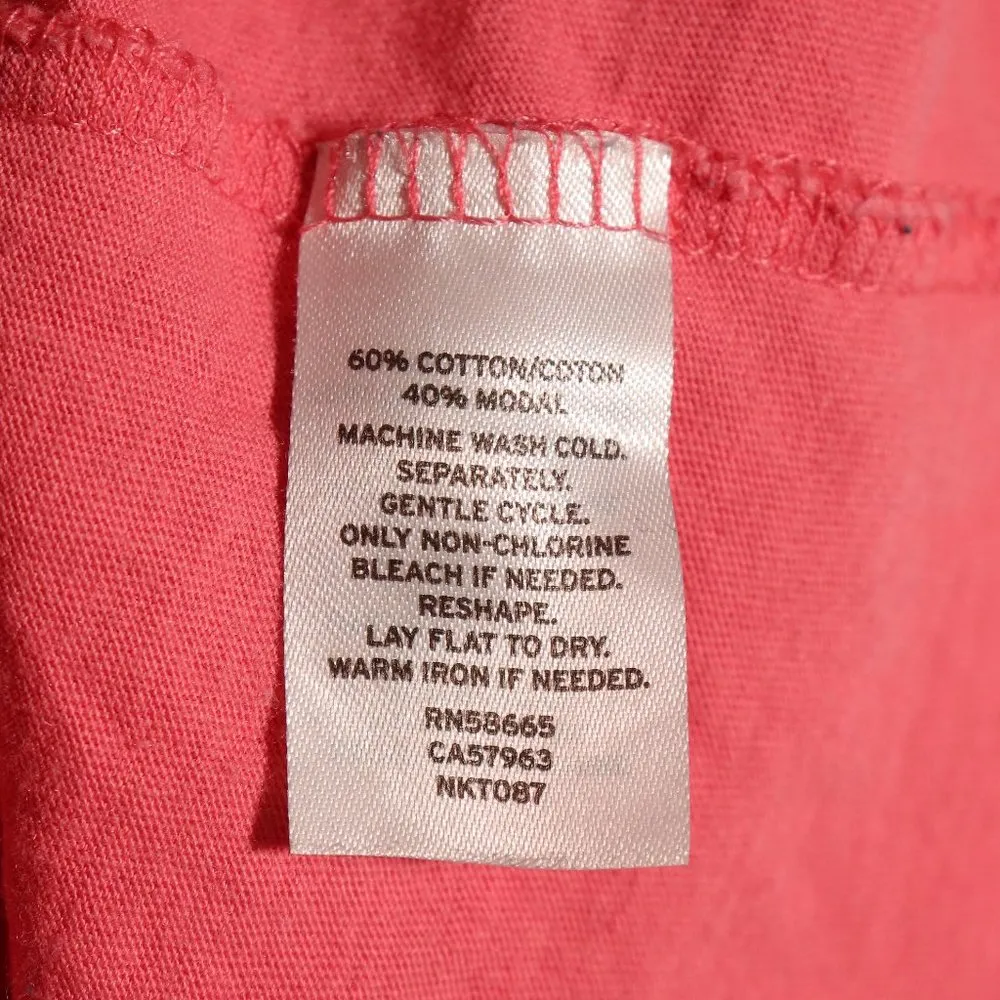 60% COTTON/COTON
40% MODAL
MACHINE WASH COLD.
SEPARATELY.
GENTLE CYCLE.
ONLY NON-CHLORINE
BLEACH IF NEEDED.
RESHAPE.
LAY FLAT TO DRY.
WARM IRON IF NEEDED.
RN58665
CA57963
NKT087